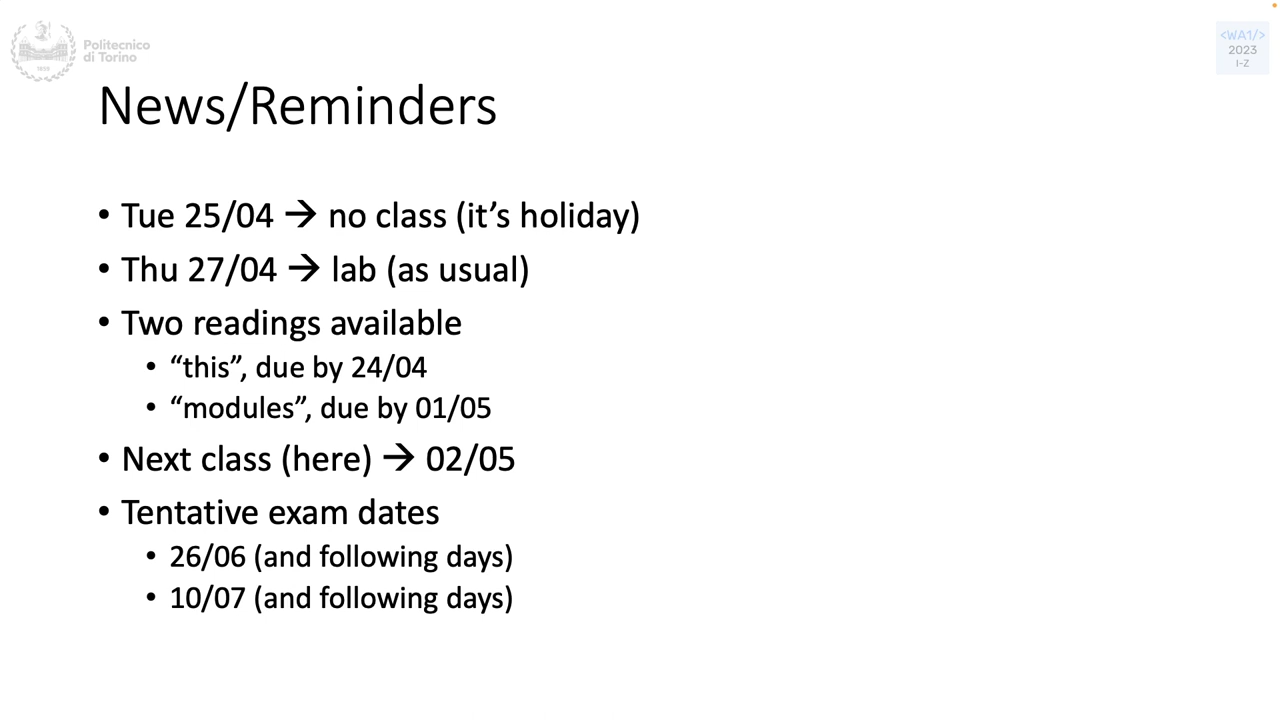 Politecnico
di Torino
1859
<WA1/>
2023
I-Z
News/Reminders
• Tue 25/04 → no class (it’s holiday)
• Thu 27/04 → lab (as usual)
• Two readings available
• “this”, due by 24/04
• “modules”, due by 01/05
• Next class (here) → 02/05
• Tentative exam dates
• 26/06 (and following days)
• 10/07 (and following days)